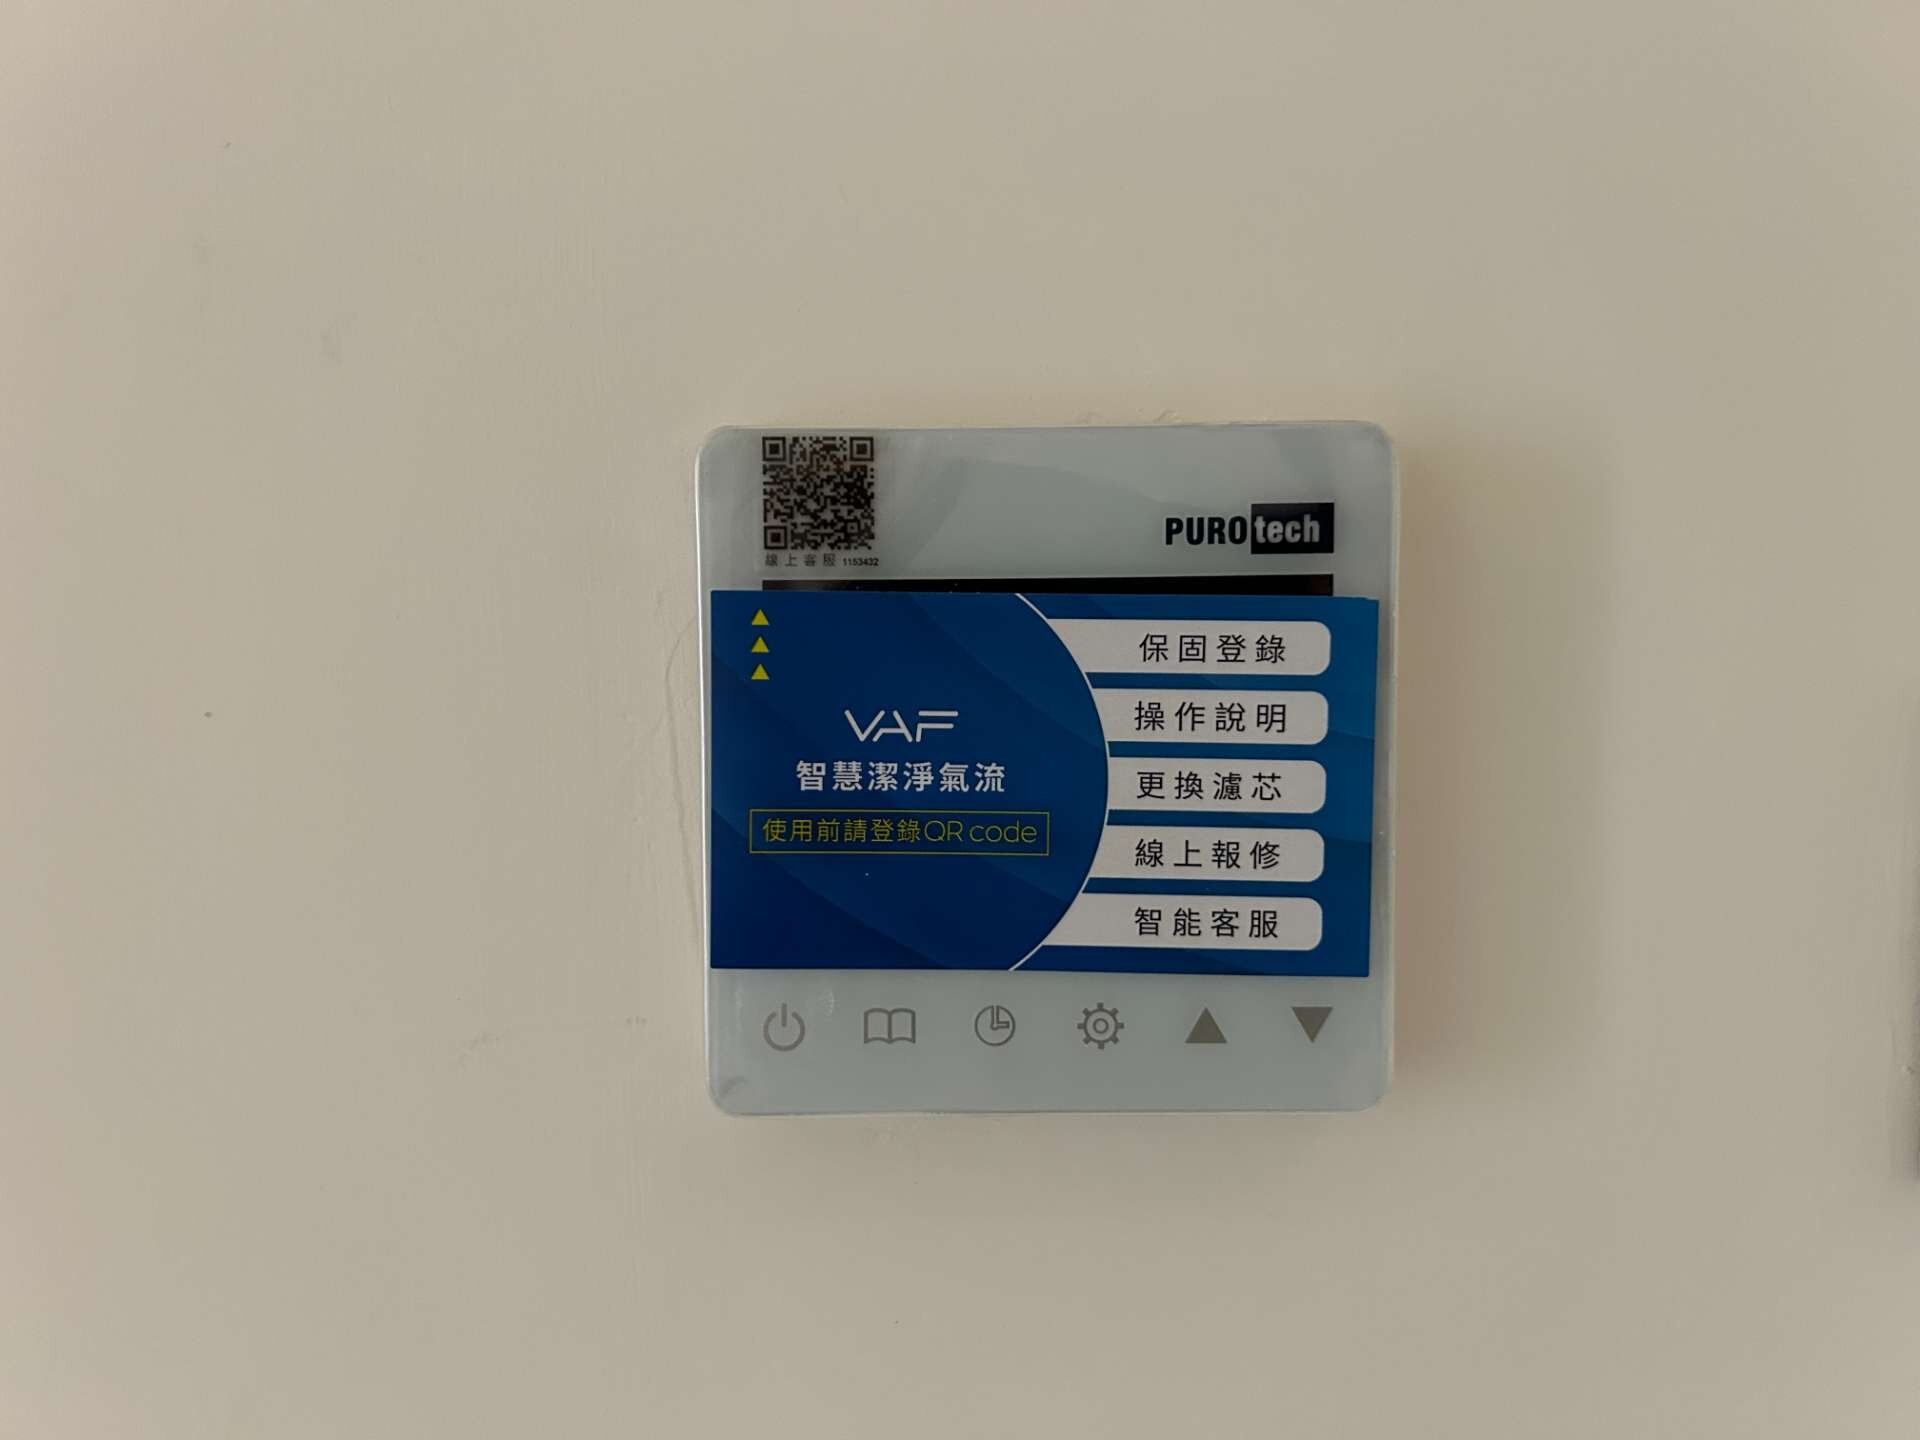 線上客服 1153432
PUROtech
VAF
智慧潔淨氣流
使用前請登錄QR code
保固登錄
操作說明
更換濾芯
線上報修
智能客服